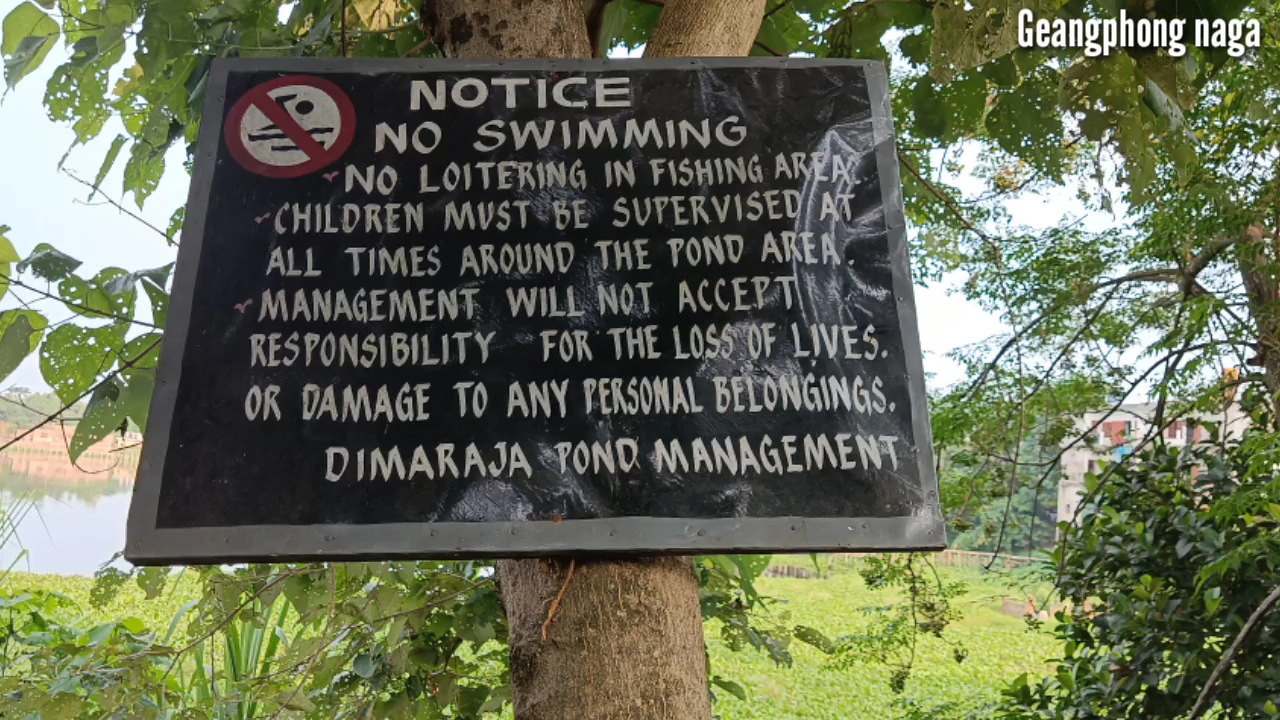 Geangphong naga
NOTICE
NO SWIMMING
NO LOITERING IN FISHING AREA.
CHILDREN MUST BE SUPERVISED AT
ALL TIMES AROUND THE POND AREA.
MANAGEMENT WILL NOT ACCEPT
RESPONSIBILITY FOR THE LOSS OF LIVES.
OR DAMAGE TO ANY PERSONAL BELONGINGS.
DIMARAJA POND MANAGEMENT